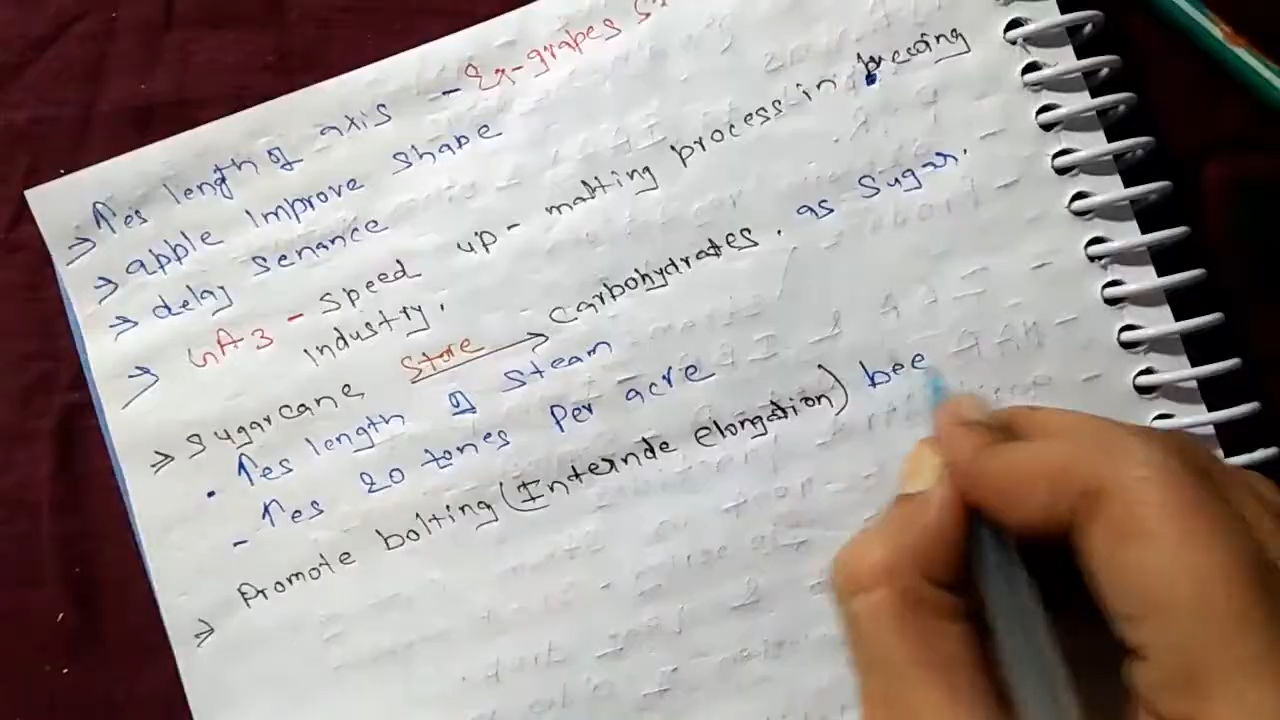 ⇒ ↑es length of axis - Ex-grapes
⇒ apple improve shape
⇒ delay senance
⇒ GA3 - speed up - malting process in brewing
industry.
⇒ Sugarcane Store → Carbohydrates. as Sugar.
· ↑es length of steam
- ↑es 20 tones per acre
⇒ Promote bolting (Internde elongation) bee